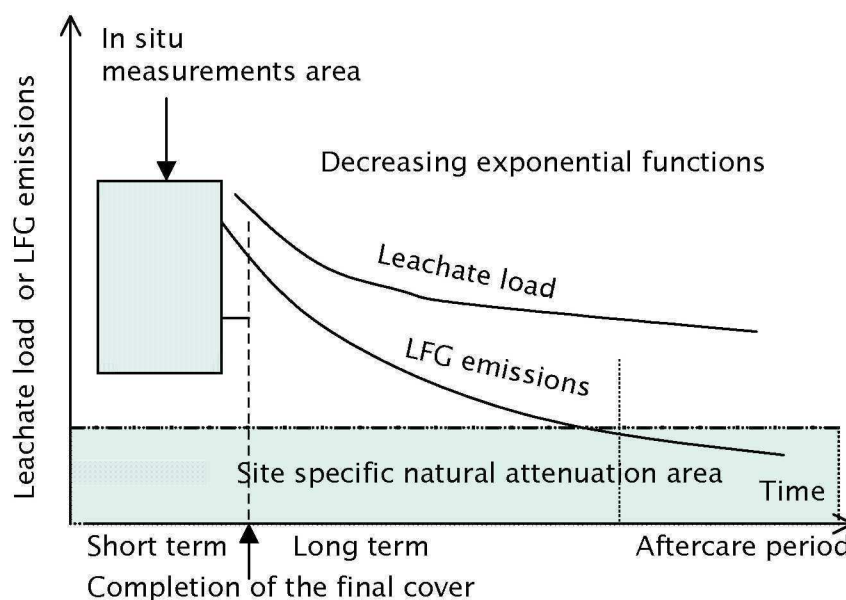 In situ
measurements area
Decreasing exponential functions
Leachate load or LFG emissions
Leachate load
LFG emissions
Site specific natural attenuation area
Time
Short term
Long term
Aftercare period
Completion of the final cover